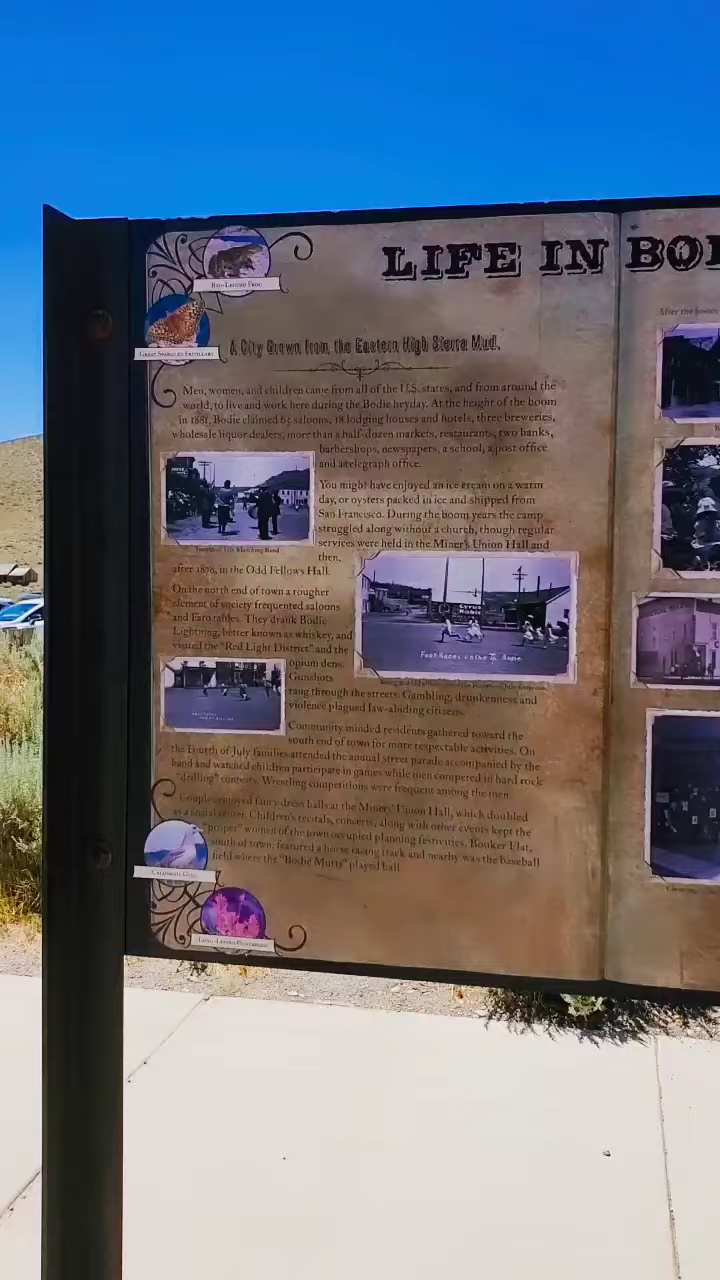 LIFE IN BO
Red-Legged Frog
Great Spangled Fritillary
A City Grown from the Eastern High Sierra Mud.
Men, women, and children came from all of the U.S. states, and from around the
world, to live and work here during the Bodie heyday. At the height of the boom
in 1881, Bodie claimed 65 saloons, 18 lodging houses and hotels, three breweries,
wholesale liquor dealers, more than a half-dozen markets, restaurants, two banks,
barbershops, newspapers, a school, a post office
and a telegraph office.
You might have enjoyed an ice cream on a warm
day, or oysters packed in ice and shipped from
San Francisco. During the boom years the camp
struggled along without a church, though regular
services were held in the Miner's Union Hall and
then,
after 1878, in the Odd Fellows Hall.
Fourth of July Marching Band
On the north end of town a rougher
element of society frequented saloons
and Faro tables. They drank Bodie
Lightning, better known as whiskey, and
visited the "Red Light District" and the
opium dens.
Gunshots
rang through the streets. Gambling, drunkenness and
violence plagued law-abiding citizens.
Cyrus
Noble
Foot Races on the 4th Bodie
Community minded residents gathered toward the
south end of town for more respectable activities. On
the Fourth of July families attended the annual street parade accompanied by the
band and watched children participate in games while men competed in hard rock
"drilling" contests. Wrestling competitions were frequent among the men.
Couples enjoyed fancy dress balls at the Miners' Union Hall, which doubled
as a social center. Children's recitals, concerts, along with other events kept the
"proper" women of the town occupied planning festivities. Booker Flat,
south of town, featured a horse racing track and nearby was the baseball
field where the "Bodie Mutts" played ball.
California Gull
After the boom